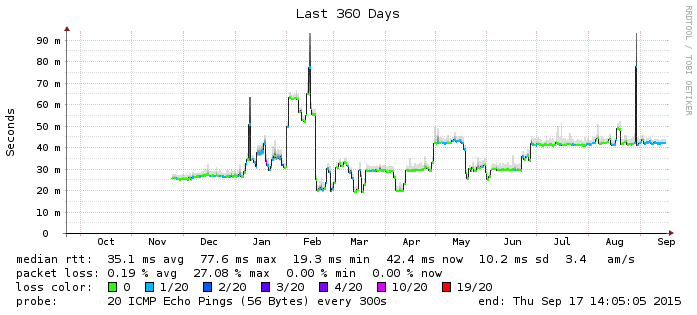 Last 360 Days
RRDTOOL / TOBI OETIKER
Seconds
90 m
80 m
70 m
60 m
50 m
40 m
30 m
20 m
10 m
0
Oct Nov Dec Jan Feb Mar Apr May Jun Jul Aug Sep
median rtt: 35.1 ms avg 77.6 ms max 19.3 ms min 42.4 ms now 10.2 ms sd 3.4 am/s
packet loss: 0.19 % avg 27.08 % max 0.00 % min 0.00 % now
loss color: 0 1/20 2/20 3/20 4/20 10/20 19/20
probe: 20 ICMP Echo Pings (56 Bytes) every 300s end: Thu Sep 17 14:05:05 2015